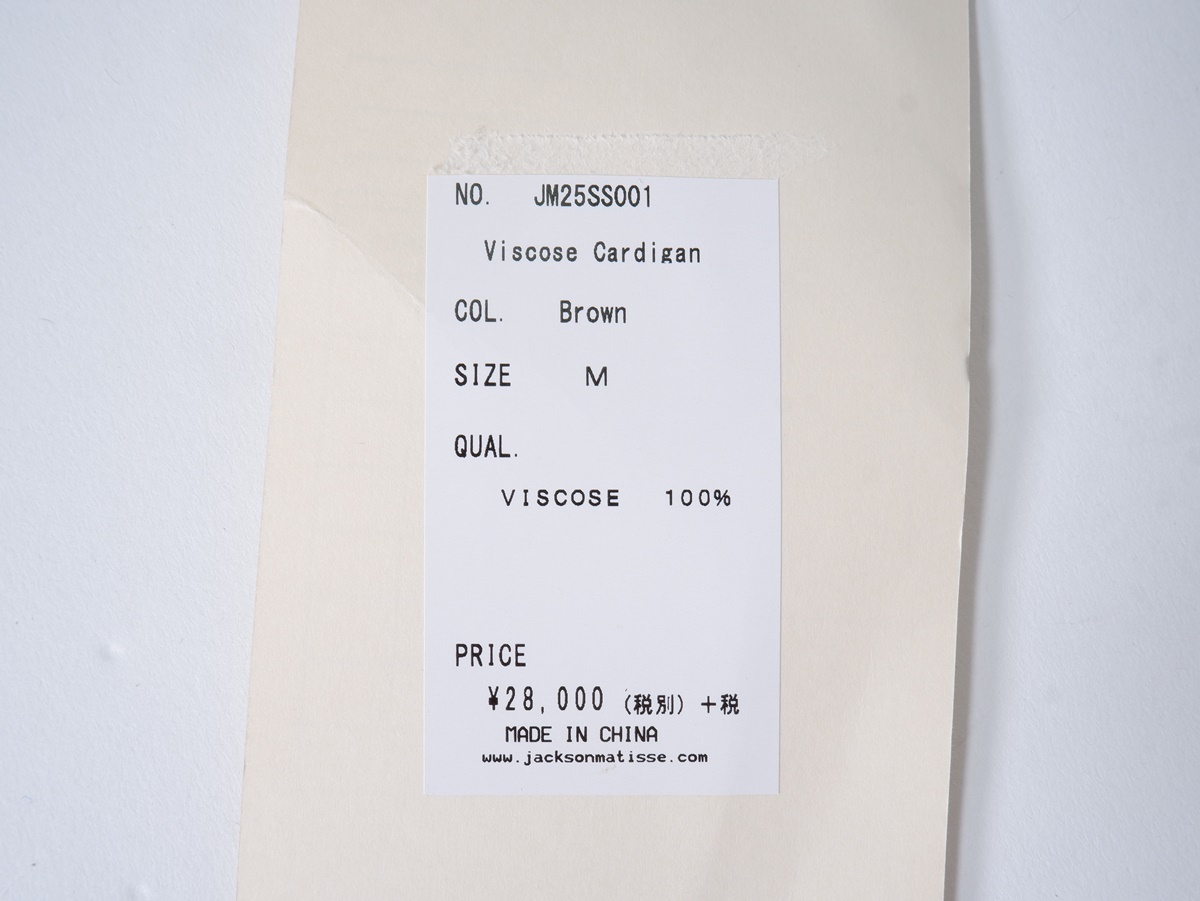 NO. JM25SS001
Viscose Cardigan
COL. Brown
SIZE M
QUAL.
VISCOSE 100%
PRICE
¥28,000 (税別) +税
MADE IN CHINA
www.jacksonmatisse.com